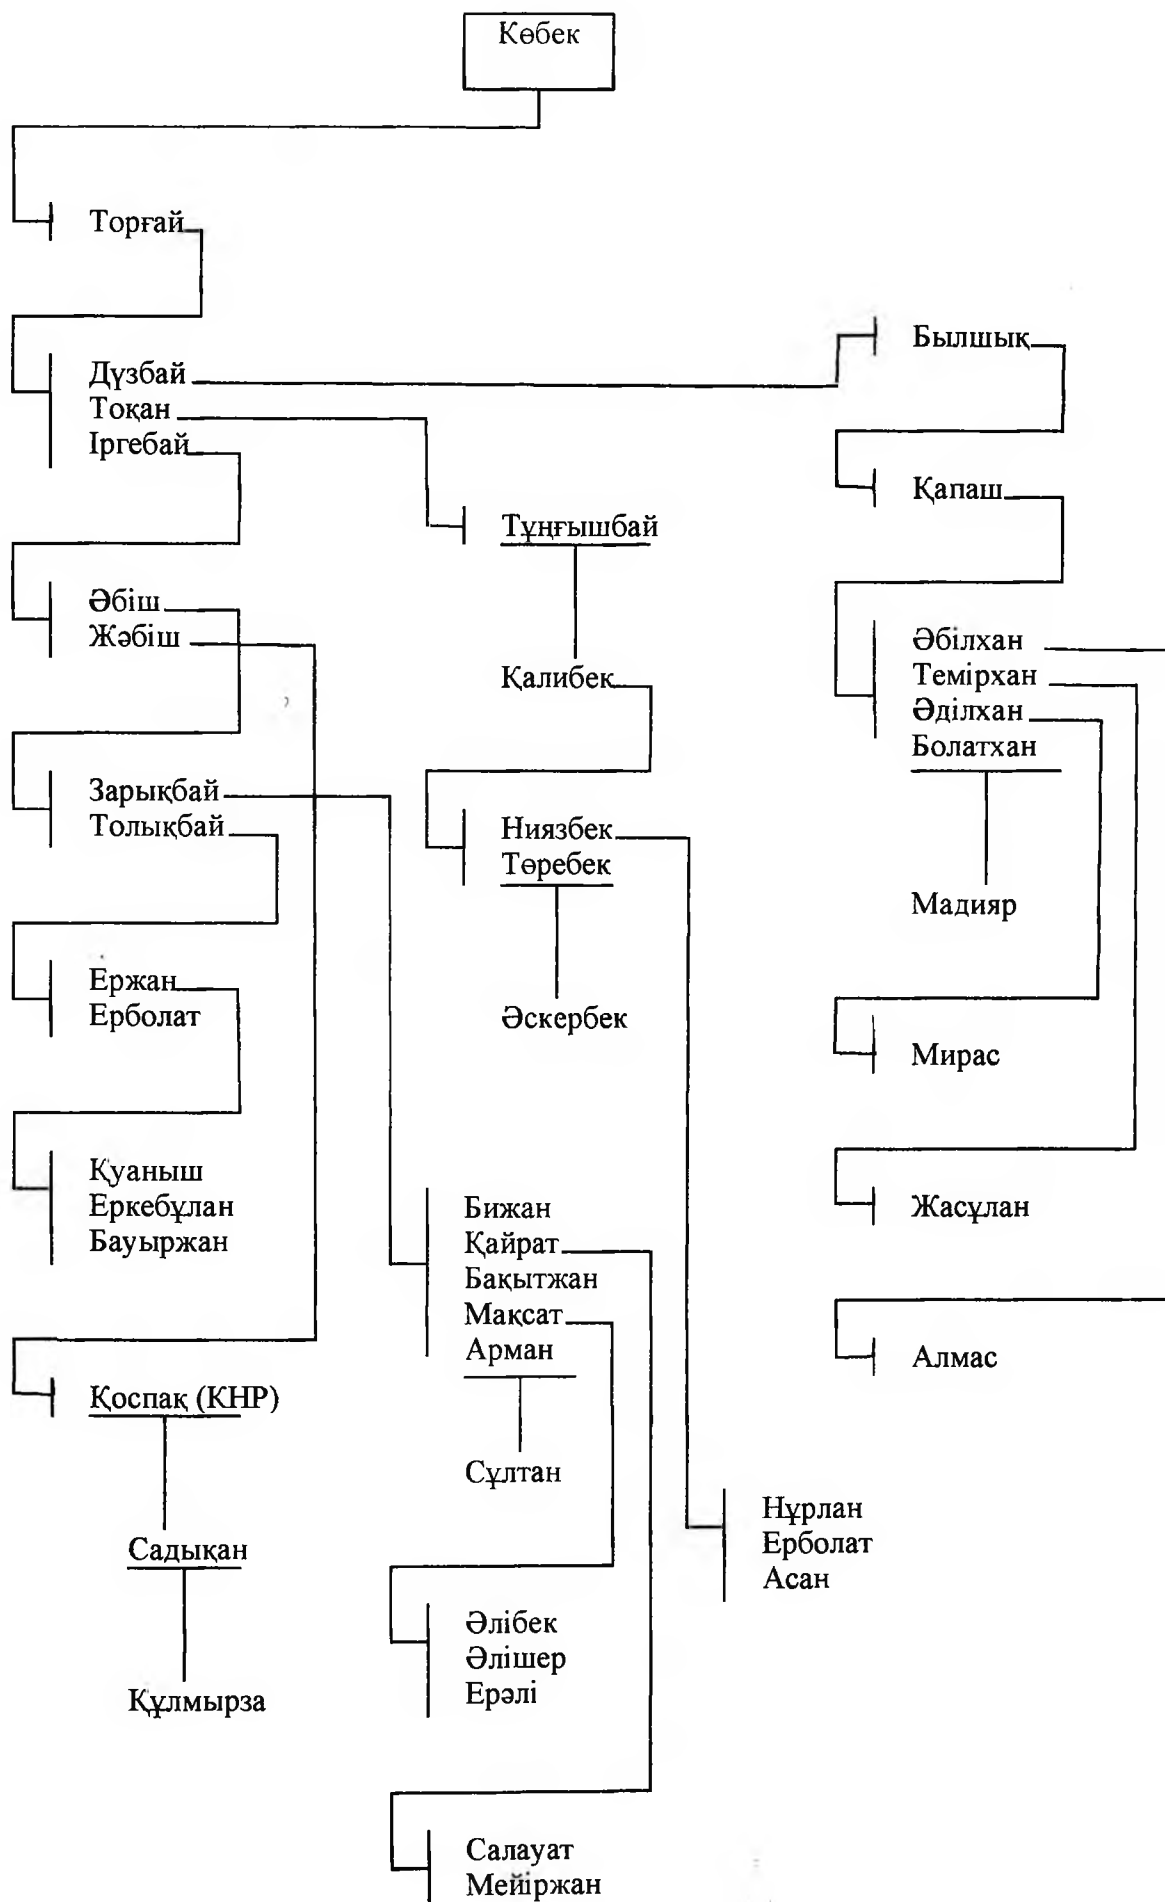 Көбек
Торғай
Дүзбай
Тоқан
Іргебай
Әбіш
Жәбіш
Зарықбай
Толықбай
Ержан
Ерболат
Қуаныш
Еркебұлан
Бауыржан
Қоспақ (КНР)
Садықан
Құлмырза
Тұңғышбай
Қалибек
Ниязбек
Төребек
Әскербек
Бижан
Қайрат
Бақытжан
Мақсат
Арман
Сұлтан
Әлібек
Әлішер
Ерәлі
Салауат
Мейіржан
Нұрлан
Ерболат
Асан
Былшық
Қапаш
Әбілхан
Темірхан
Әділхан
Болатхан
Мадияр
Мирас
Жасұлан
Алмас